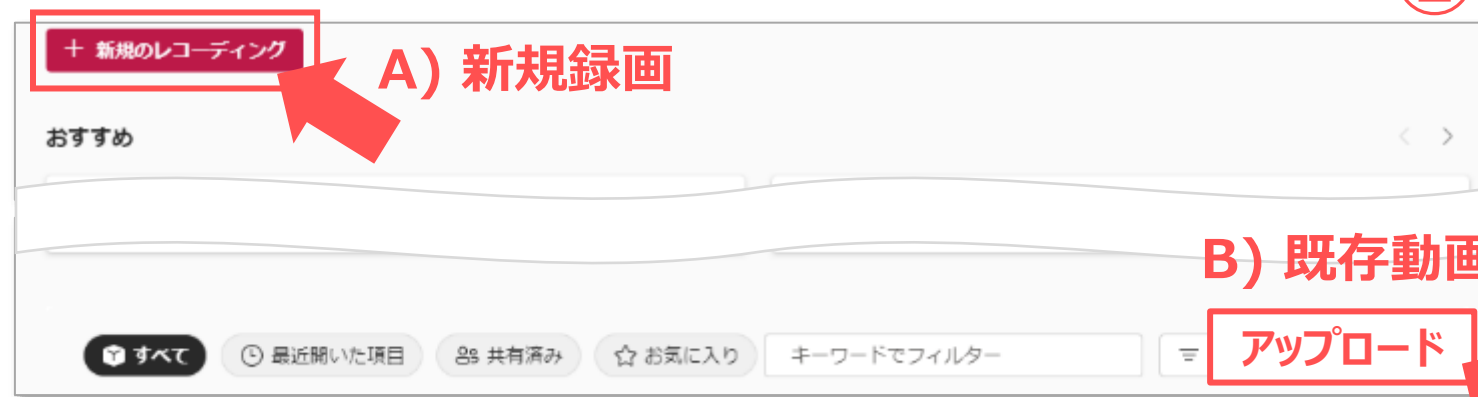 + 新規のレコーディング
A) 新規録画
おすすめ
B) 既存動画
すべて
最近開いた項目
共有済み
お気に入り
キーワードでフィルター
アップロード